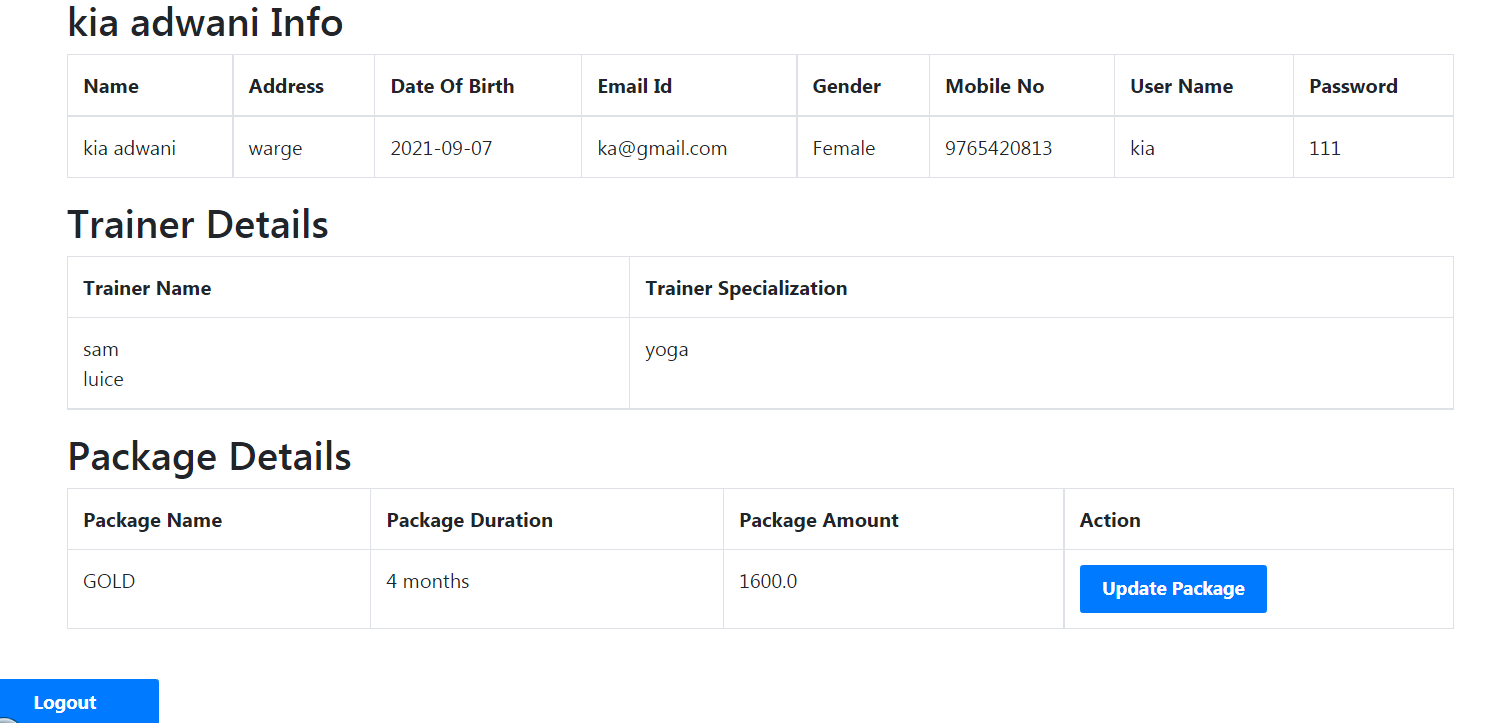 kia adwani Info
Name Address Date Of Birth Email Id Gender Mobile No User Name Password
kia adwani warge 2021-09-07 ka@gmail.com Female 9765420813 kia 111
Trainer Details
Trainer Name Trainer Specialization
sam yoga
luice
Package Details
Package Name Package Duration Package Amount Action
GOLD 4 months 1600.0 Update Package
Logout